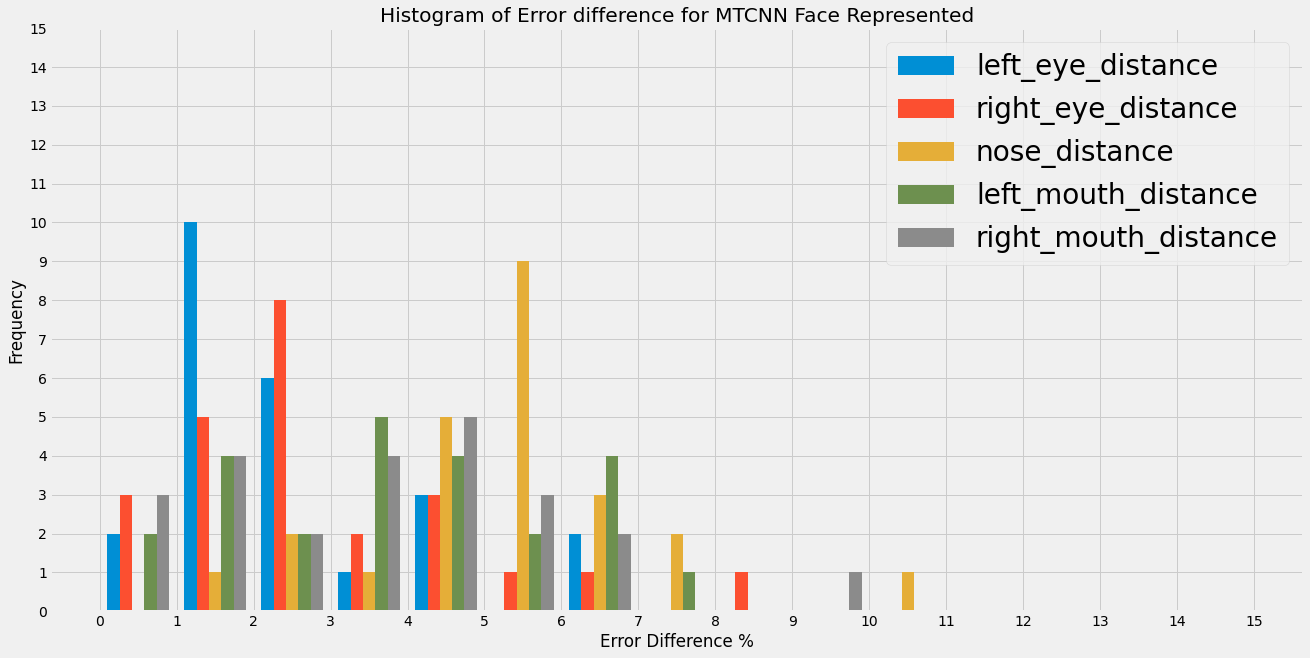 Histogram of Error difference for MTCNN Face Represented
15
14
13
12
11
10
9
8
7
6
5
4
3
2
1
0
Frequency
left_eye_distance
right_eye_distance
nose_distance
left_mouth_distance
right_mouth_distance
0 1 2 3 4 5 6 7 8 9 10 11 12 13 14 15
Error Difference %